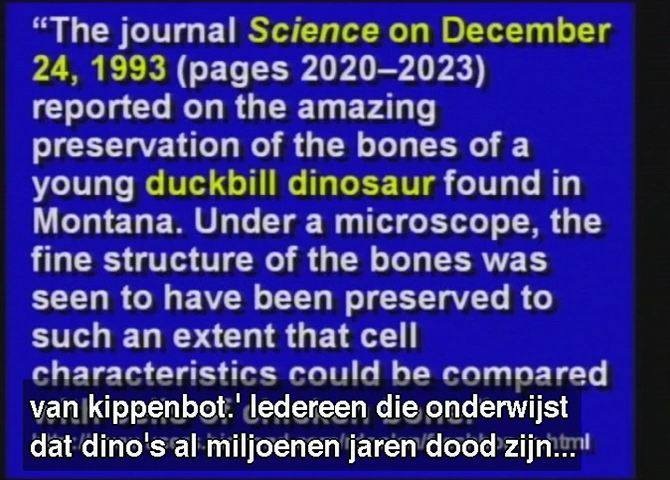 “The journal Science on December
24, 1993 (pages 2020–2023)
reported on the amazing
preservation of the bones of a
young duckbill dinosaur found in
Montana. Under a microscope, the
fine structure of the bones was
seen to have been preserved to
such an extent that cell
characteristics could be compared
van kippenbot.' Iedereen die onderwijst
dat dino's al miljoenen jaren dood zijn...